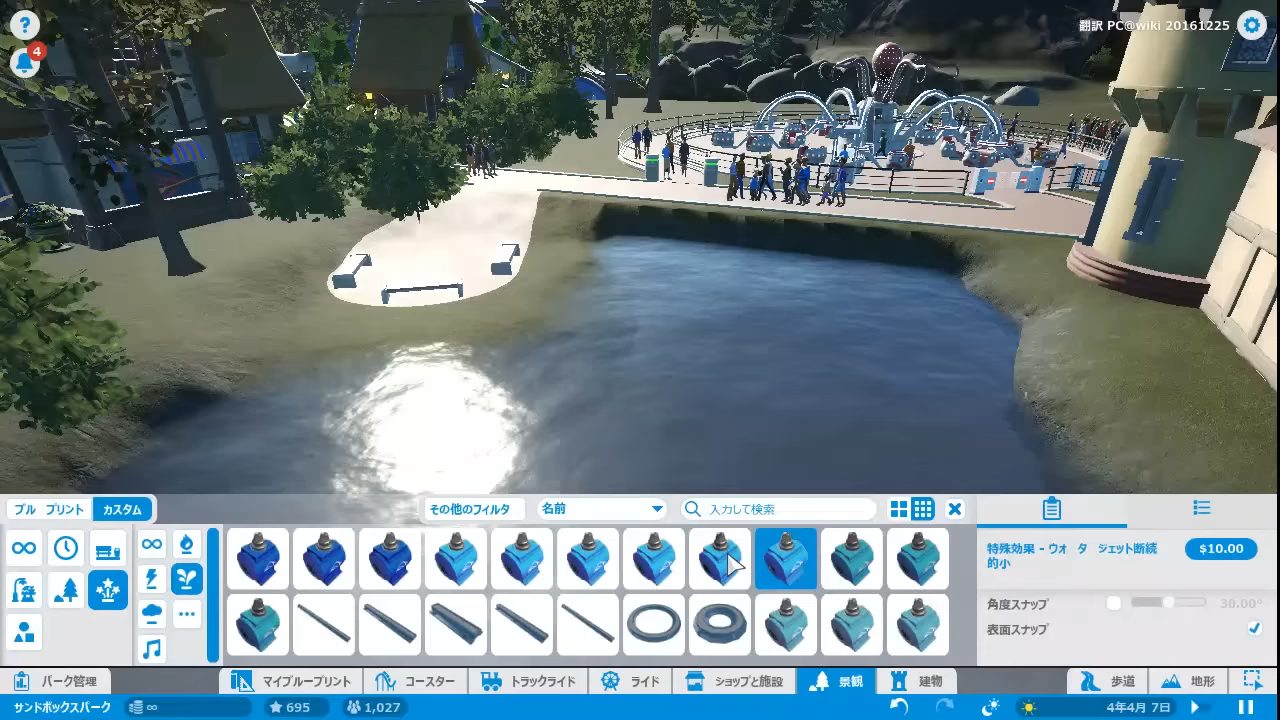 ?
4
翻訳 PC@wiki 20161225
ブル プリント
カスタム
その他のフィルタ
名前
入力して検索
特殊効果 - ウォ タ ジェット断続的小
$10.00
角度スナップ
30.00°
表面スナップ
パーク管理
マイブループリント
コースター
トラックライド
ライド
ショップと施設
景観
建物
歩道
地形
サンドボックスパーク
∞
695
1,027
4年4月 7日